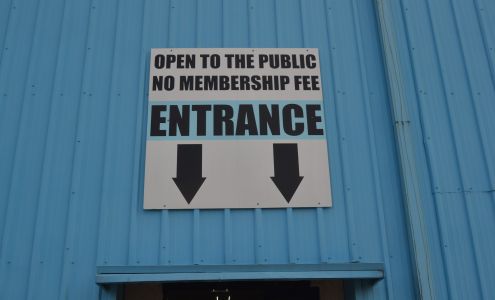 OPEN TO THE PUBLIC
NO MEMBERSHIP FEE
ENTRANCE